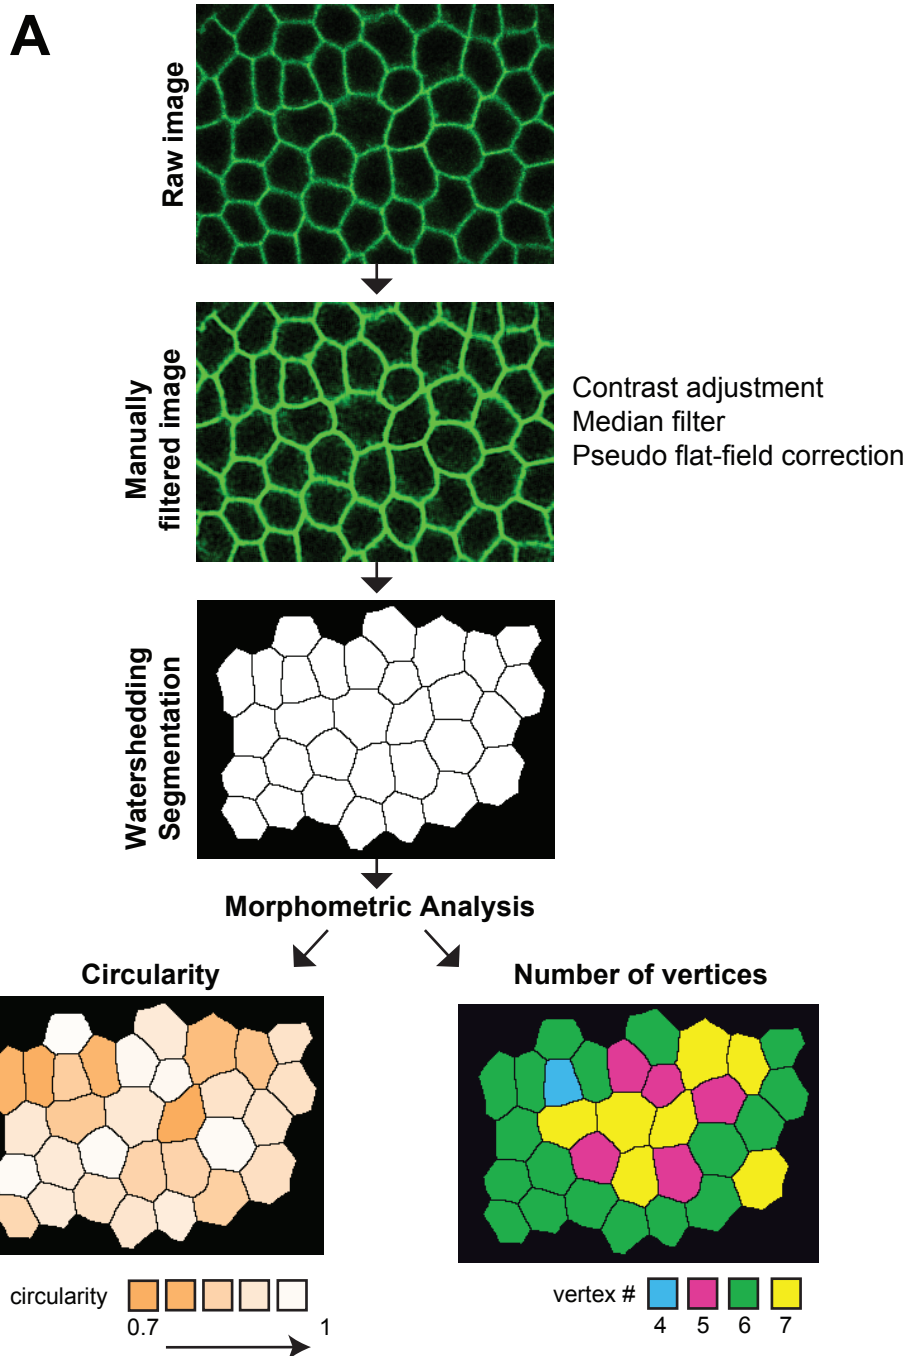 A
Raw image
Manually
filtered image
Contrast adjustment
Median filter
Pseudo flat-field correction
Watershedding
Segmentation
Morphometric Analysis
Circularity
Number of vertices
circularity
0.7
1
vertex #
4
5
6
7